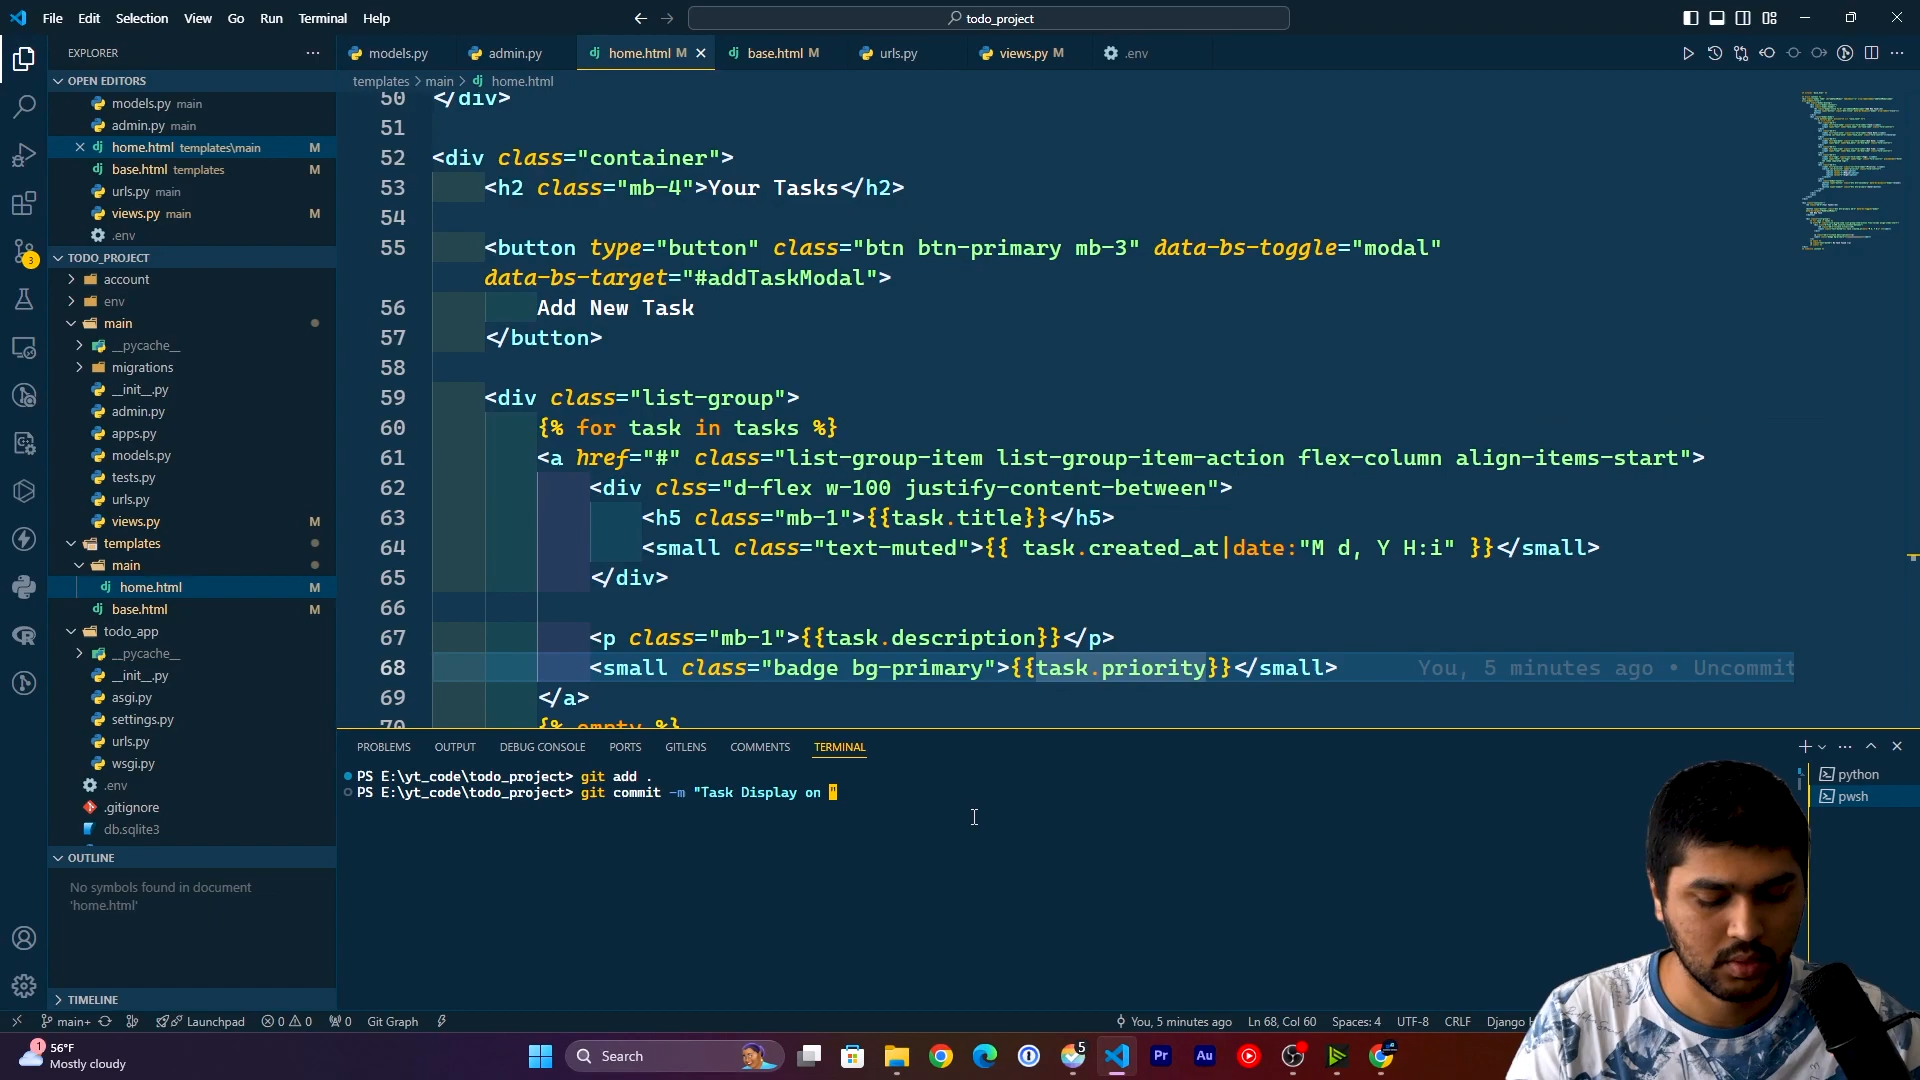 File Edit Selection View Go Run Terminal Help
todo_project
EXPLORER
OPEN EDITORS
models.py main
admin.py main
home.html templates\main M
base.html templates M
urls.py main
views.py main M
.env
TODO_PROJECT
account
env
main
__pycache__
migrations
__init__.py
admin.py
apps.py
models.py
tests.py
urls.py
views.py M
templates
main
home.html M
base.html M
todo_app
__pycache__
__init__.py
asgi.py
settings.py
urls.py
wsgi.py
.env
.gitignore
db.sqlite3
OUTLINE
No symbols found in document
'home.html'
TIMELINE
3
models.py admin.py home.html M base.html M urls.py views.py M .env
templates > main > home.html
50 </div>
51
52 <div class="container">
53 <h2 class="mb-4">Your Tasks</h2>
54
55 <button type="button" class="btn btn-primary mb-3" data-bs-toggle="modal"
data-bs-target="#addTaskModal">
56 Add New Task
57 </button>
58
59 <div class="list-group">
60 {% for task in tasks %}
61 <a href="#" class="list-group-item list-group-item-action flex-column align-items-start">
62 <div clss="d-flex w-100 justify-content-between">
63 <h5 class="mb-1">{{task.title}}</h5>
64 <small class="text-muted">{{ task.created_at|date:"M d, Y H:i" }}</small>
65 </div>
66
67 <p class="mb-1">{{task.description}}</p>
68 <small class="badge bg-primary">{{task.priority}}</small> You, 5 minutes ago • Uncommit
69 </a>
70 {% empty %}
PROBLEMS OUTPUT DEBUG CONSOLE PORTS GITLENS COMMENTS TERMINAL
PS E:\yt_code\todo_project> git add .
PS E:\yt_code\todo_project> git commit -m "Task Display on "
python
pwsh
main+ Launchpad 0 0 0 Git Graph You, 5 minutes ago Ln 68, Col 60 Spaces: 4 UTF-8 CRLF Django H
1
56°F
Mostly cloudy
Search
5
Pr
Au